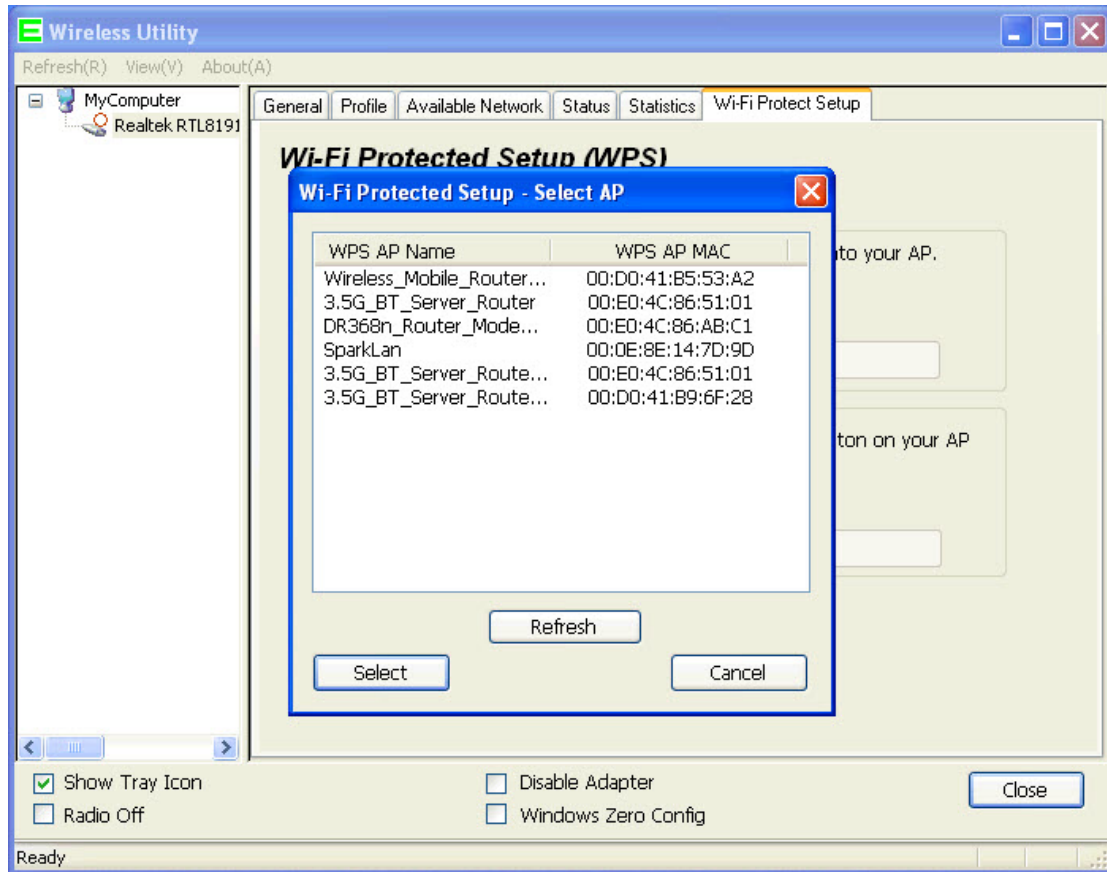 Wireless Utility
Refresh(R) View(V) About(A)
MyComputer
Realtek RTL8191
General Profile Available Network Status Statistics Wi-Fi Protect Setup
Wi-Fi Protected Setup (WPS)
Wi-Fi Protected Setup - Select AP
WPS AP Name WPS AP MAC
Wireless_Mobile_Router... 00:D0:41:B5:53:A2
3.5G_BT_Server_Router 00:E0:4C:86:51:01
DR368n_Router_Mode... 00:E0:4C:86:AB:C1
SparkLan 00:0E:8E:14:7D:9D
3.5G_BT_Server_Route... 00:E0:4C:86:51:01
3.5G_BT_Server_Route... 00:D0:41:B9:6F:28
to your AP.
ton on your AP
Refresh
Select Cancel
Show Tray Icon Disable Adapter Close
Radio Off Windows Zero Config
Ready